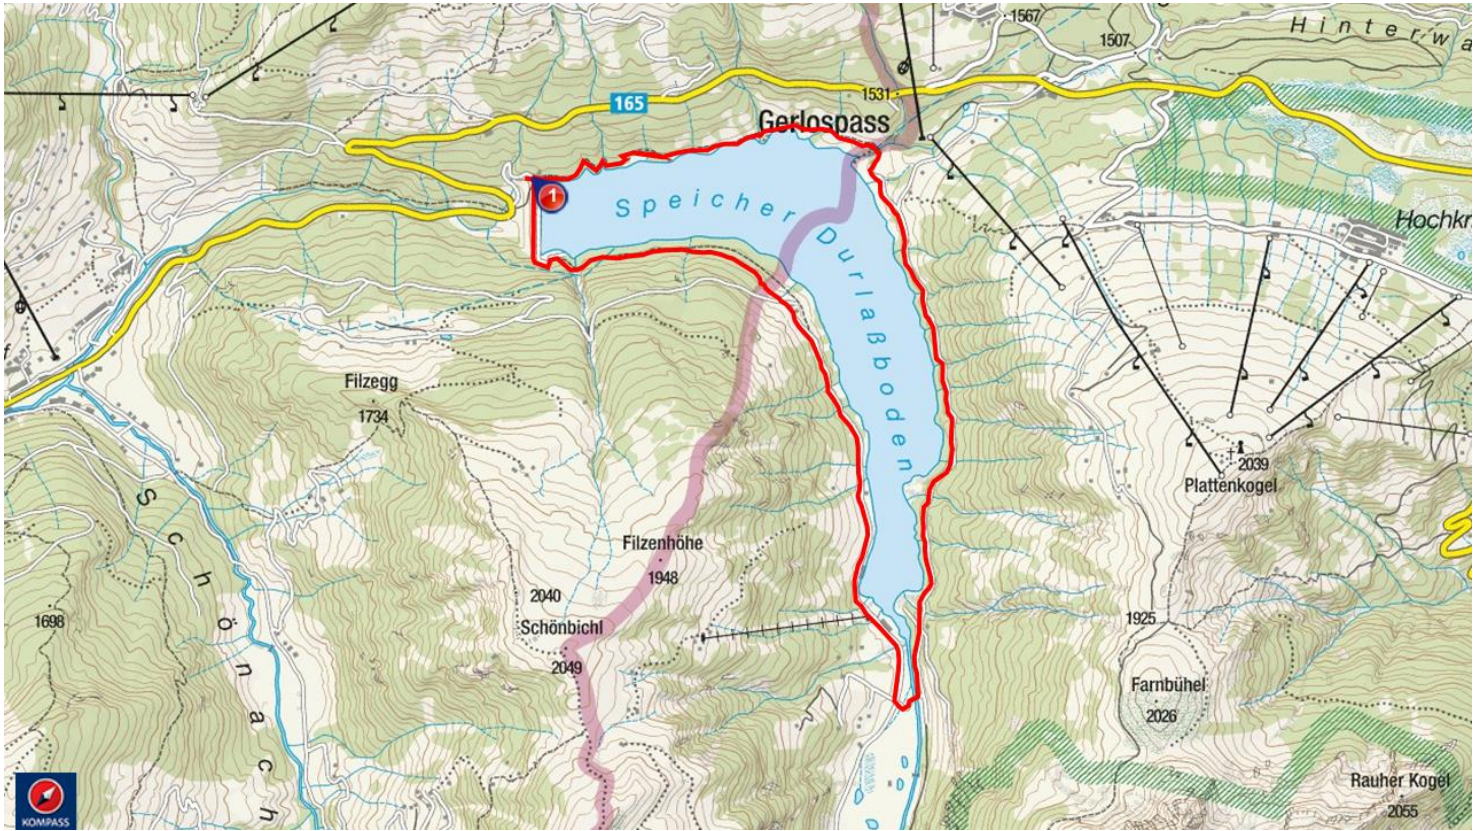 1567
Hinterwa
1507
165
1531
Gerlospass
1
Speicher
Durlaßboden
Hochkr
Filzegg
1734
2039
Plattenkogel
Schönach
Filzenhöhe
1948
2040
Schönbichl
2049
1698
1925
Farnbühel
2026
Rauher Kogel
2055
KOMPASS